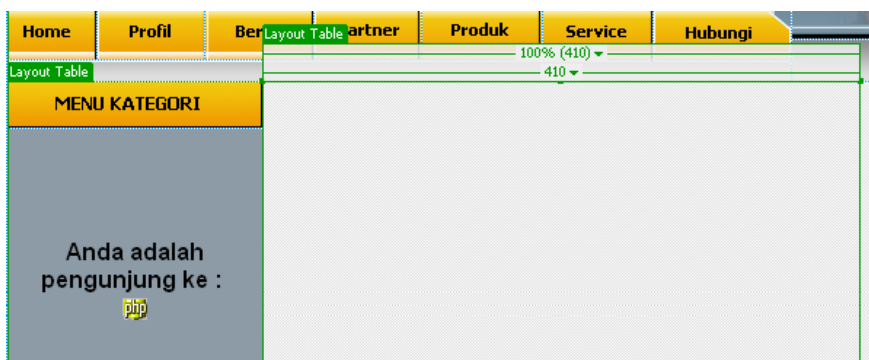 Home Profil Ber Layout Table artner Produk Service Hubungi
100% (410)
Layout Table
410
MENU KATEGORI
Anda adalah
pengunjung ke :
php